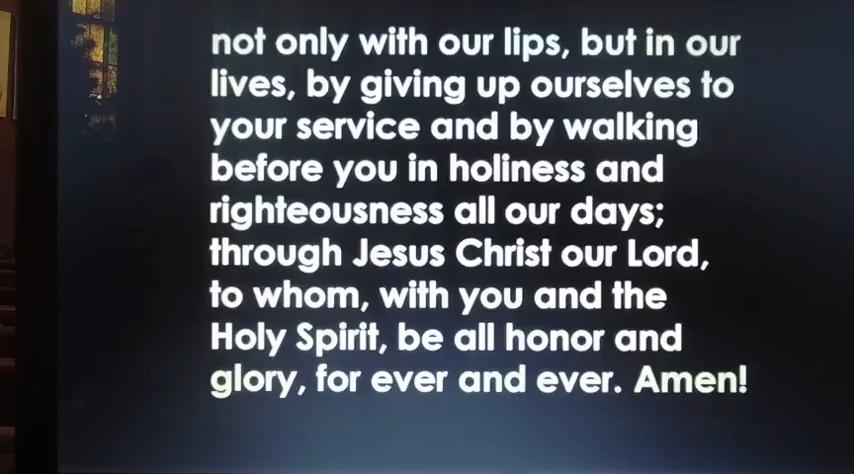 not only with our lips, but in our
lives, by giving up ourselves to
your service and by walking
before you in holiness and
righteousness all our days;
through Jesus Christ our Lord,
to whom, with you and the
Holy Spirit, be all honor and
glory, for ever and ever. Amen!